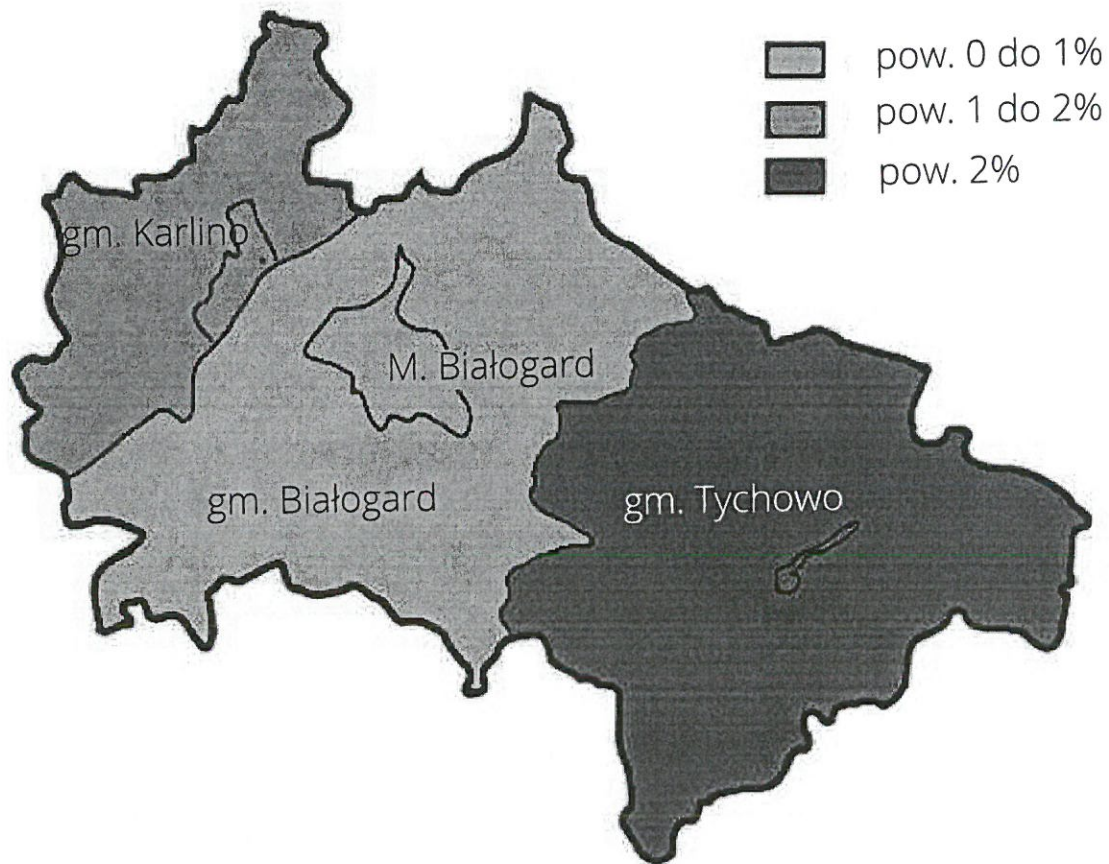 pow. 0 do 1%
pow. 1 do 2%
pow. 2%
gm. Karlino
M. Białogard
gm. Białogard
gm. Tychowo